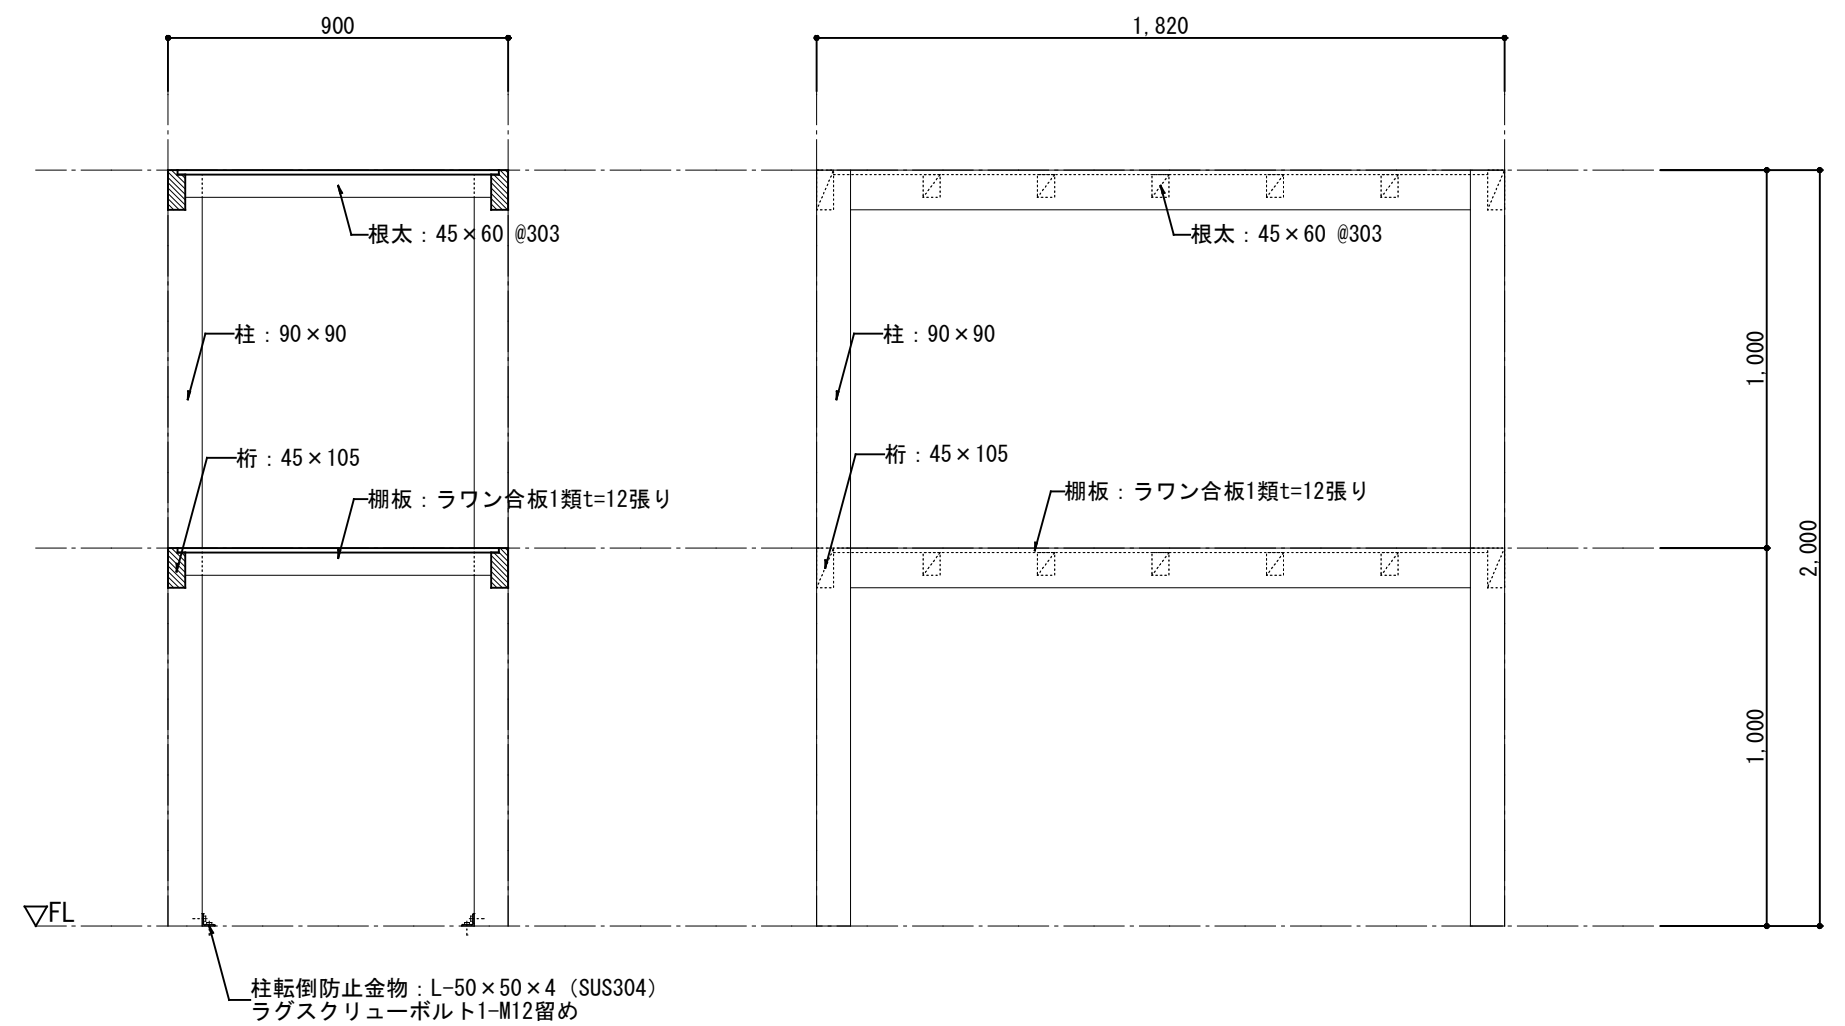 900
1,820
根太：45×60 @303
根太：45×60 @303
柱：90×90
柱：90×90
1,000
桁：45×105
桁：45×105
棚板：ラワン合板1類t=12張り
棚板：ラワン合板1類t=12張り
2,000
1,000
FL
柱転倒防止金物：L-50×50×4（SUS304）
ラグスクリューボルト1-M12留め